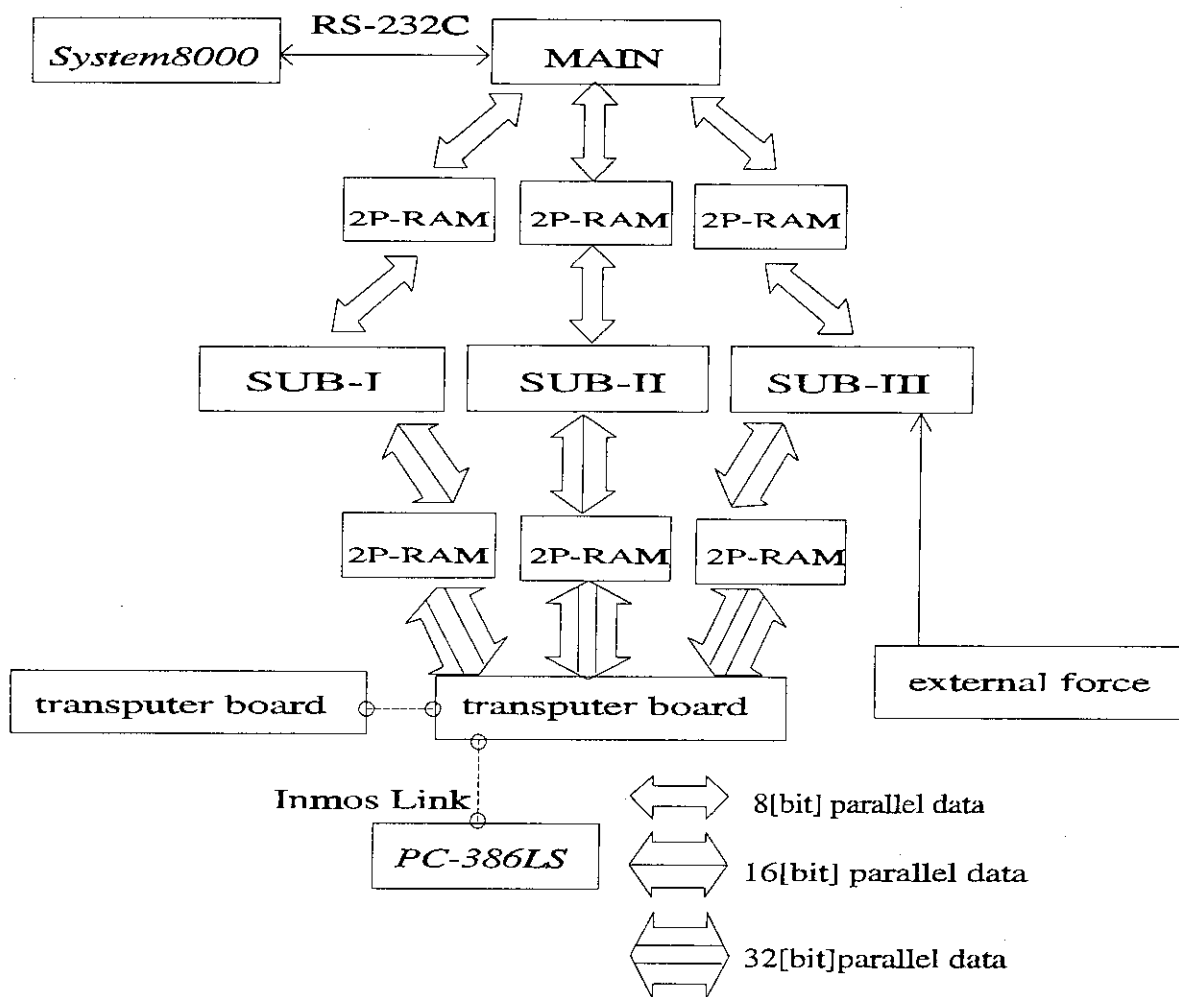 RS-232C
System8000
MAIN
2P-RAM
2P-RAM
2P-RAM
SUB-I
SUB-II
SUB-III
2P-RAM
2P-RAM
2P-RAM
transputer board
transputer board
external force
Inmos Link
PC-386LS
8[bit] parallel data
16[bit] parallel data
32[bit]parallel data